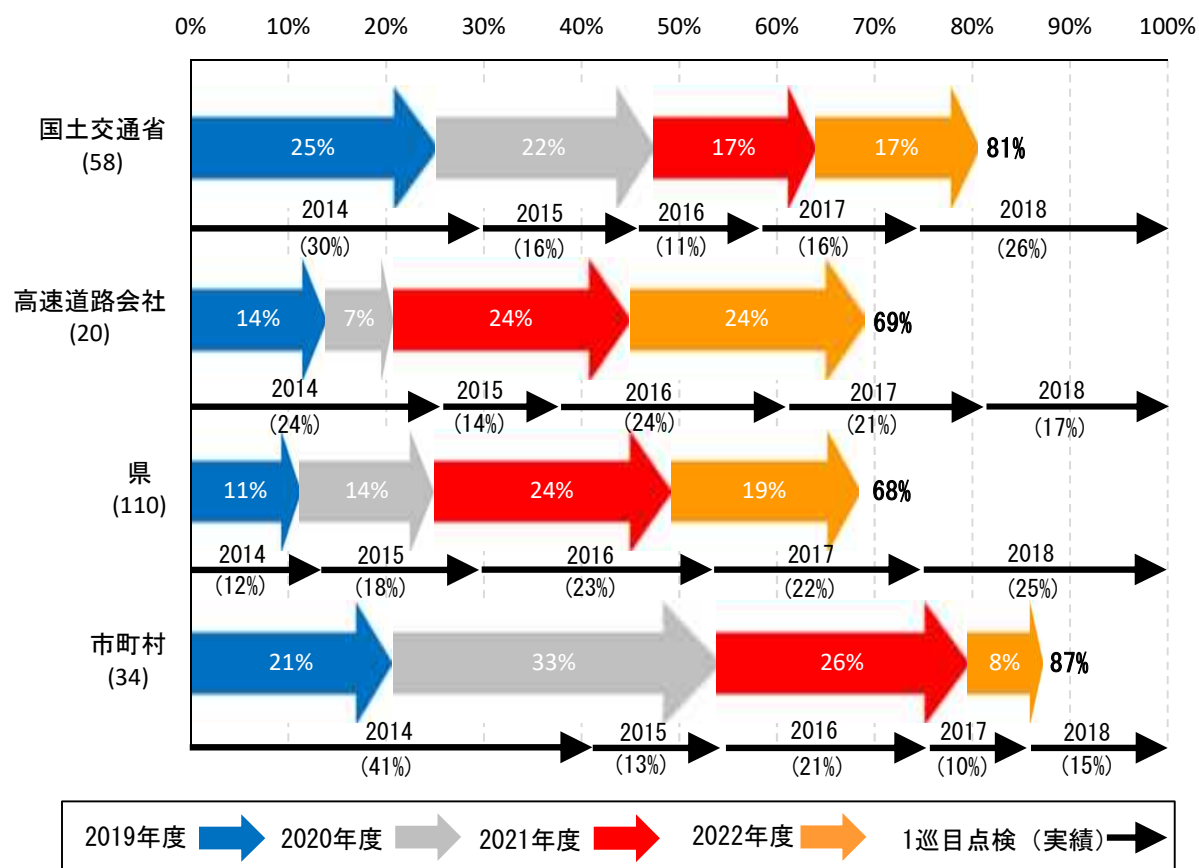 0% 10% 20% 30% 40% 50% 60% 70% 80% 90% 100%
国土交通省
(58)
25% 22% 17% 17% 81%
2014 2015 2016 2017 2018
(30%) (16%) (11%) (16%) (26%)
高速道路会社
(20)
14% 7% 24% 24% 69%
2014 2015 2016 2017 2018
(24%) (14%) (24%) (21%) (17%)
県
(110)
11% 14% 24% 19% 68%
2014 2015 2016 2017 2018
(12%) (18%) (23%) (22%) (25%)
市町村
(34)
21% 33% 26% 8% 87%
2014 2015 2016 2017 2018
(41%) (13%) (21%) (10%) (15%)
2019年度 2020年度 2021年度 2022年度 1巡目点検（実績）